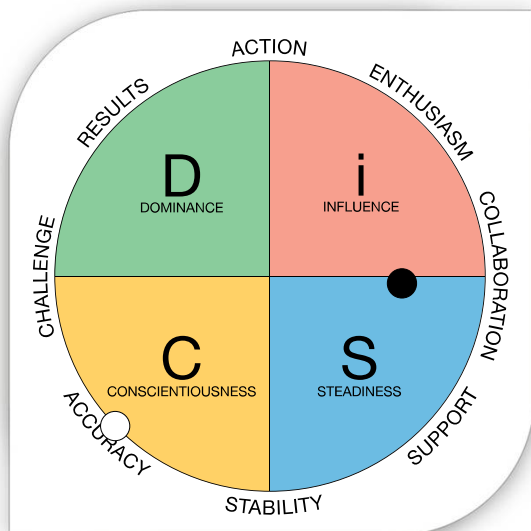 ACTION
RESULTS
ENTHUSIASM
D
DOMINANCE
i
INFLUENCE
CHALLENGE
COLLABORATION
C
CONSCIENTIOUSNESS
S
STEADINESS
ACCURACY
SUPPORT
STABILITY